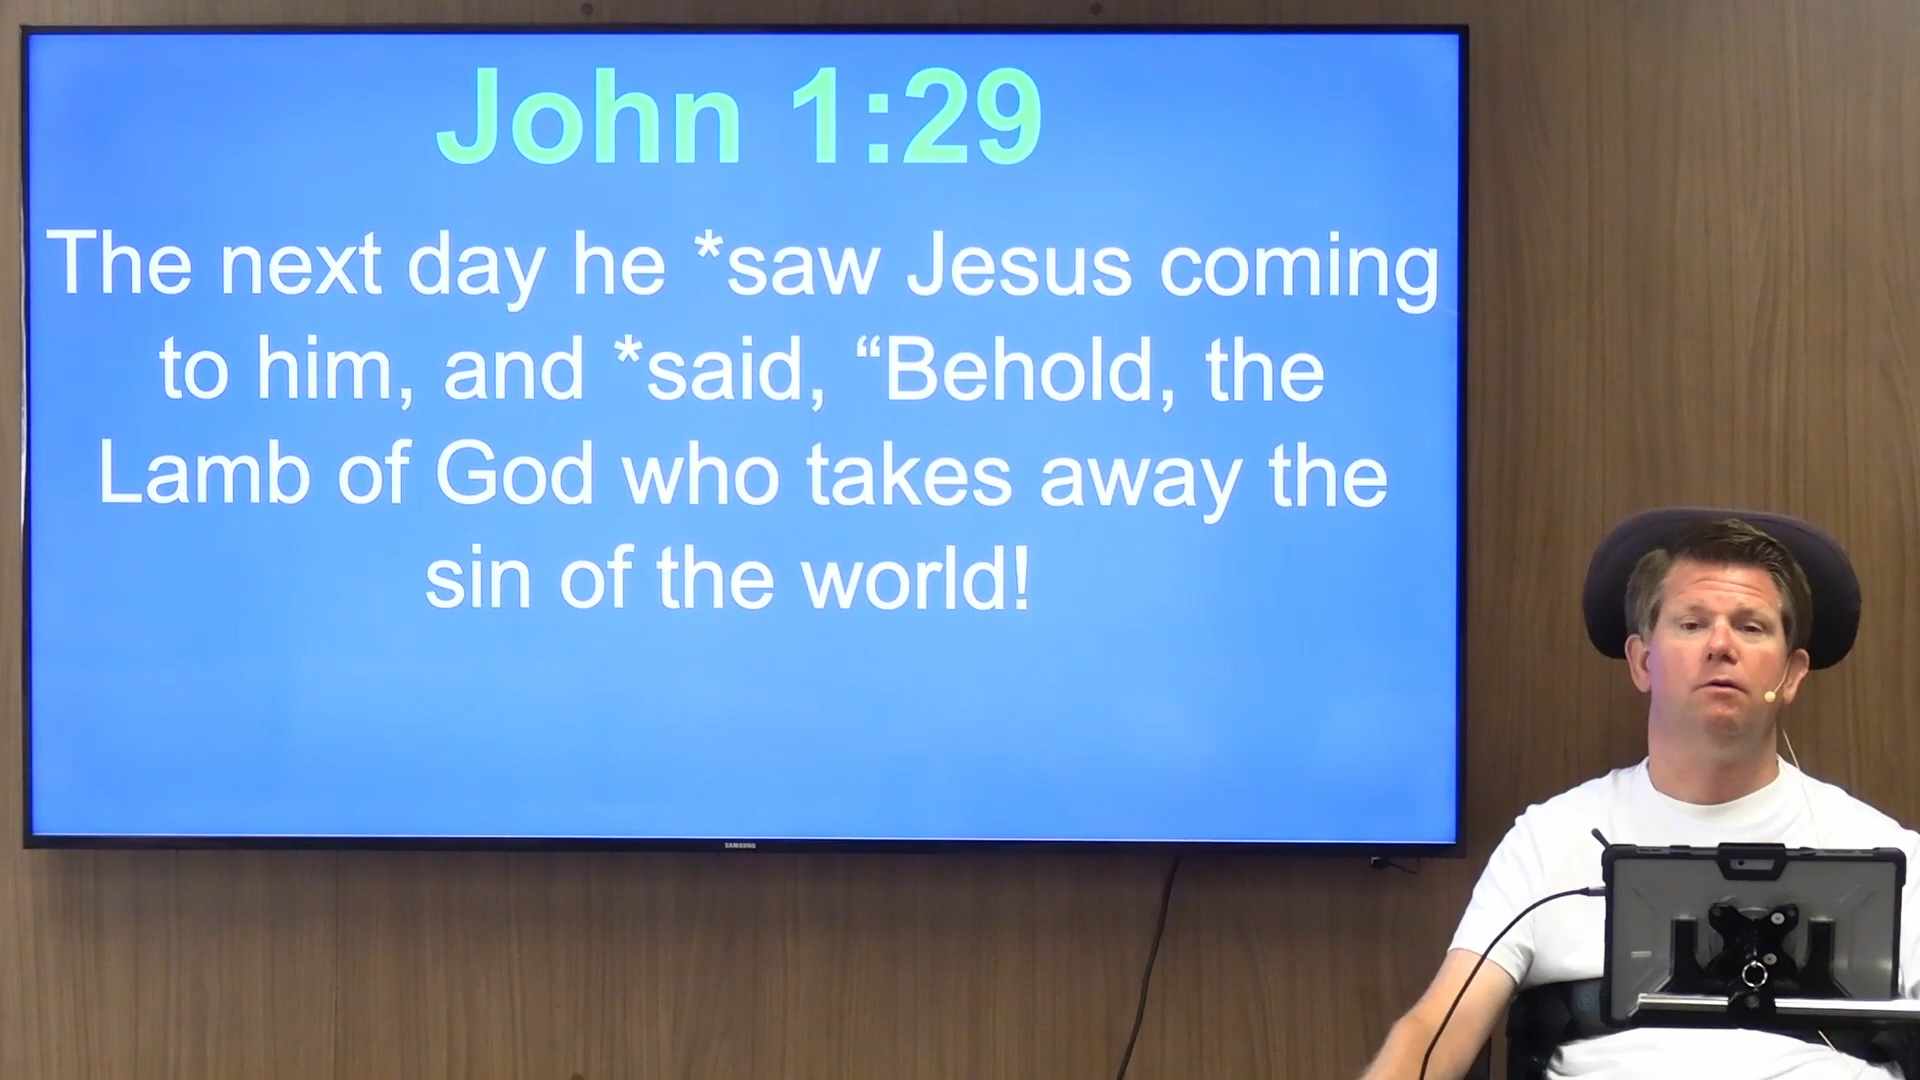 John 1:29
The next day he *saw Jesus coming
to him, and *said, “Behold, the
Lamb of God who takes away the
sin of the world!
SAMSUNG